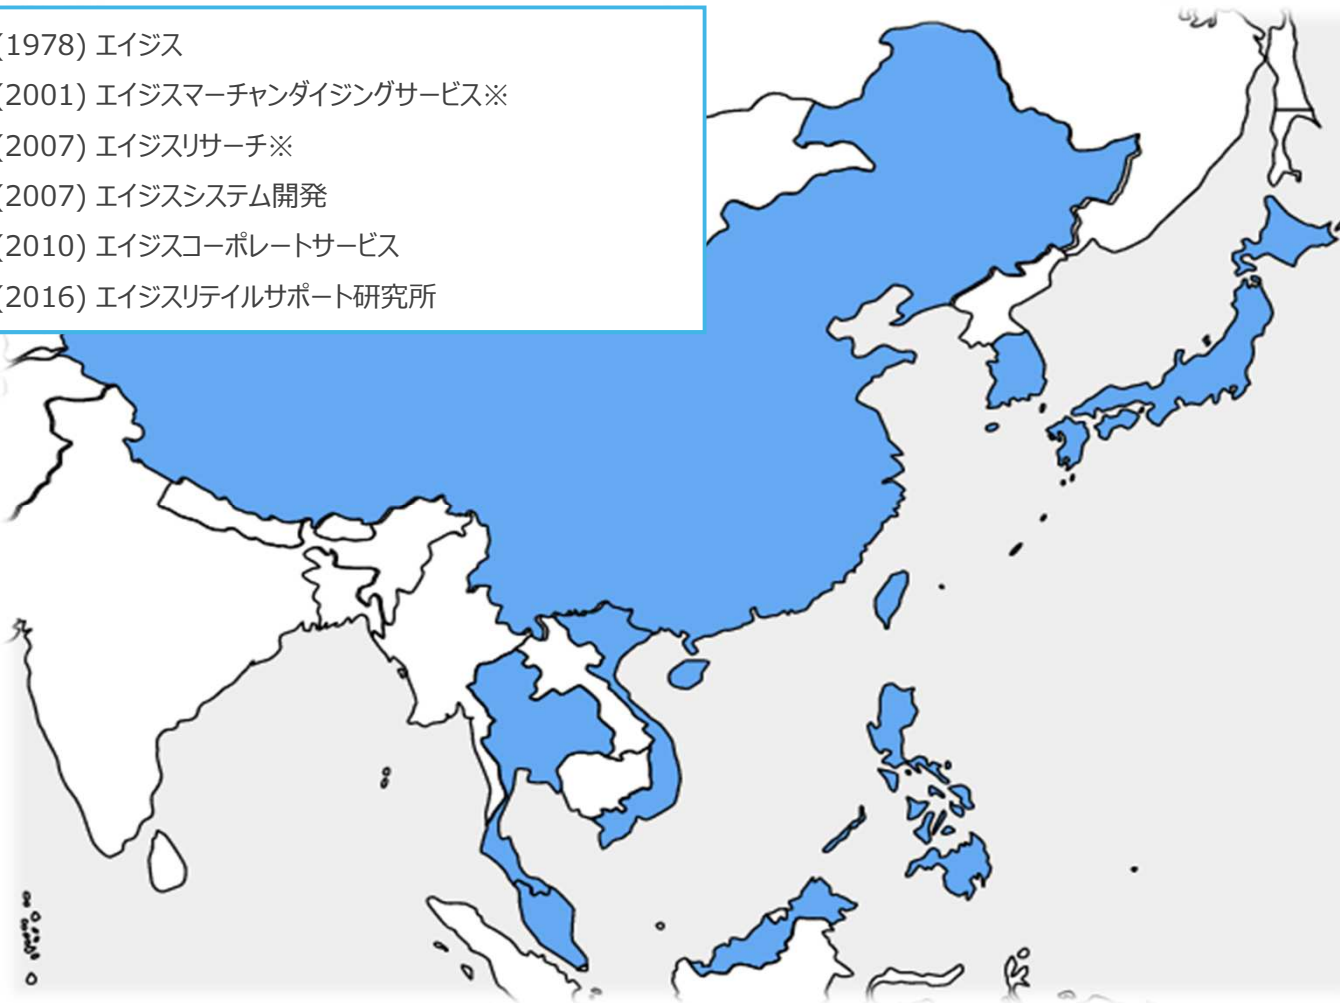 (1978) エイジス
(2001) エイジスマーチャンダイジングサービス※
(2007) エイジスリサーチ※
(2007) エイジスシステム開発
(2010) エイジスコーポレートサービス
(2016) エイジスリテイルサポート研究所